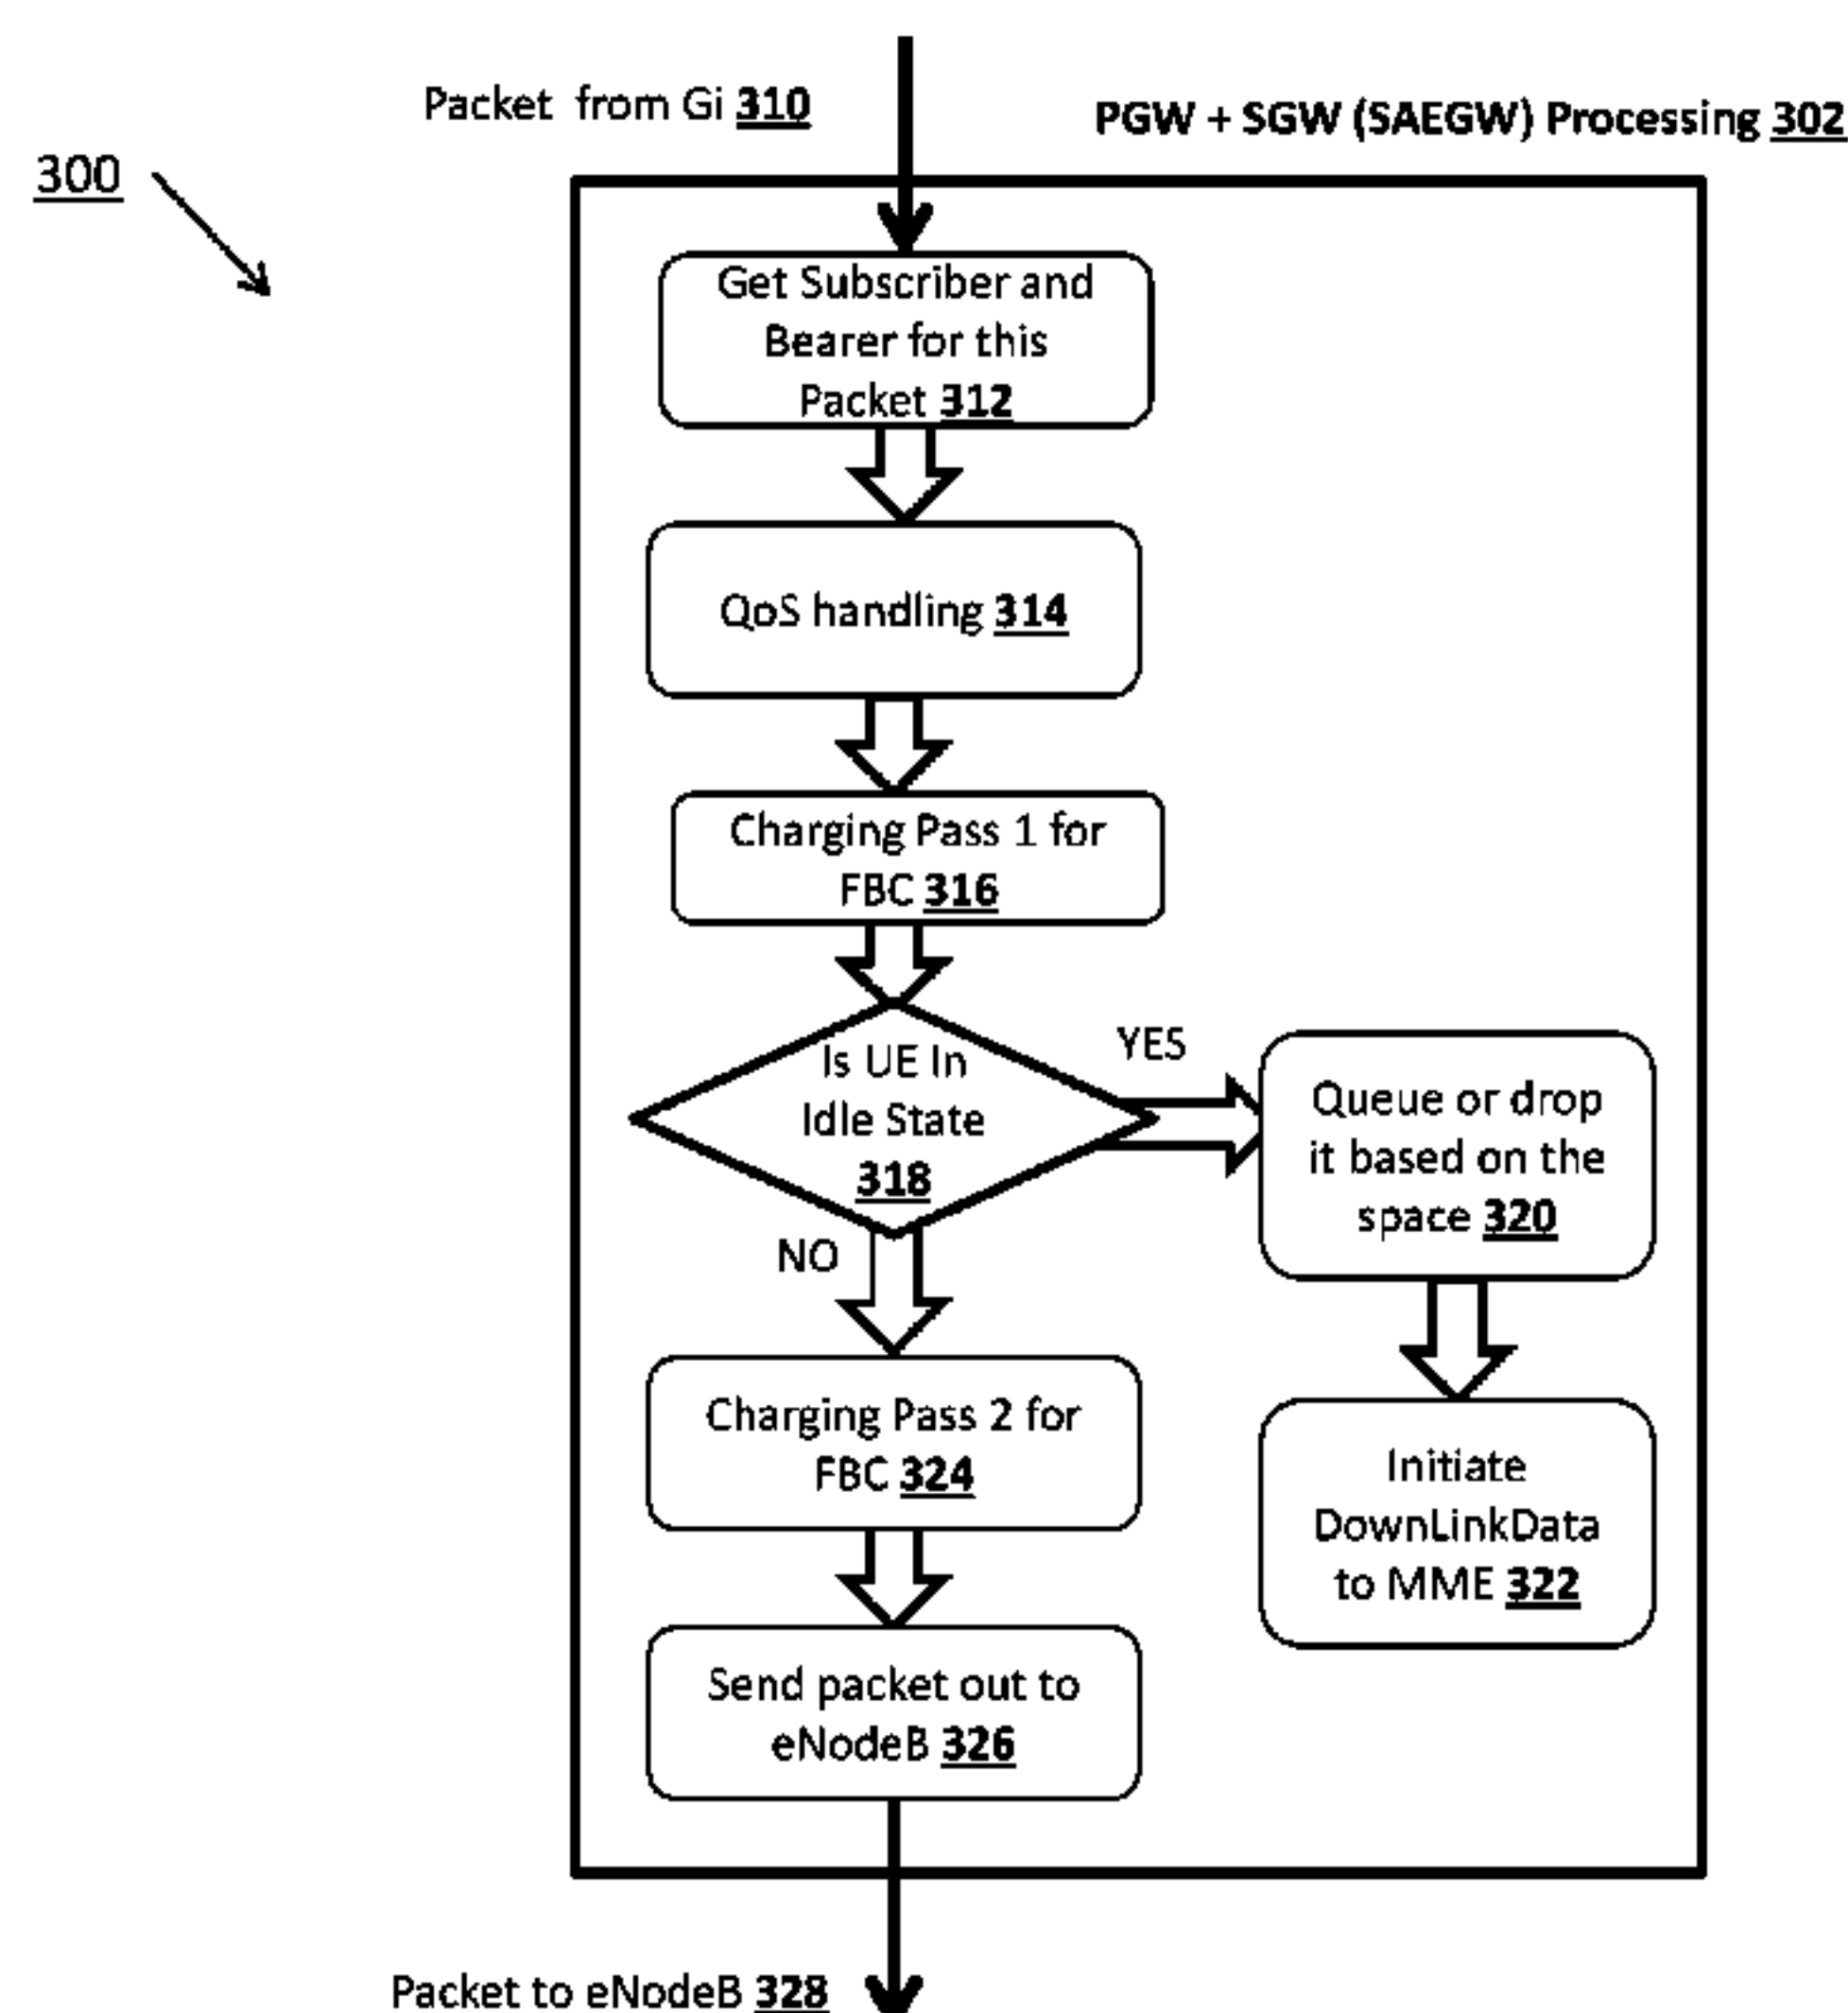 Packet from Gi 310
PGW + SGW (SAEGW) Processing 302
300
Get Subscriber and
Bearer for this
Packet 312
QoS handling 314
Charging Pass 1 for
FBC 316
Is UE In
Idle State
318
YES
Queue or drop
it based on the
space 320
NO
Initiate
DownLinkData
to MME 322
Charging Pass 2 for
FBC 324
Send packet out to
eNodeB 326
Packet to eNodeB 328